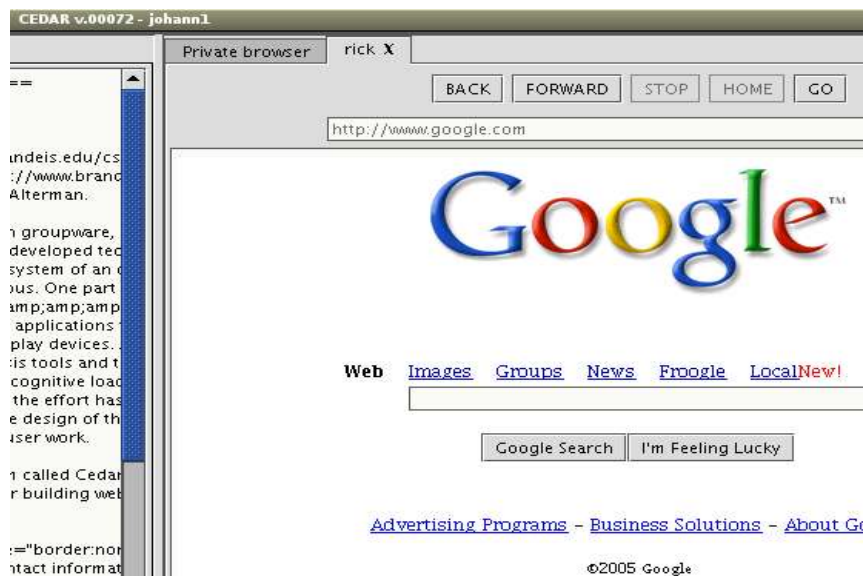 CEDAR v.00072 - johann1
==
andeis.edu/cs
://www.branc
Alterman.
n groupware,
developed tec
system of an
ous. One part
amp;amp;amp
applications
play devices.
is tools and t
cognitive load
the effort has
e design of th
user work.
called Cedar
r building web
="border:nor
ntact informat
Private browser rick X
BACK FORWARD STOP HOME GO
http://www.google.com
Google™
Web Images Groups News Froogle LocalNew!
Google Search I'm Feeling Lucky
Advertising Programs - Business Solutions - About Go
©2005 Google